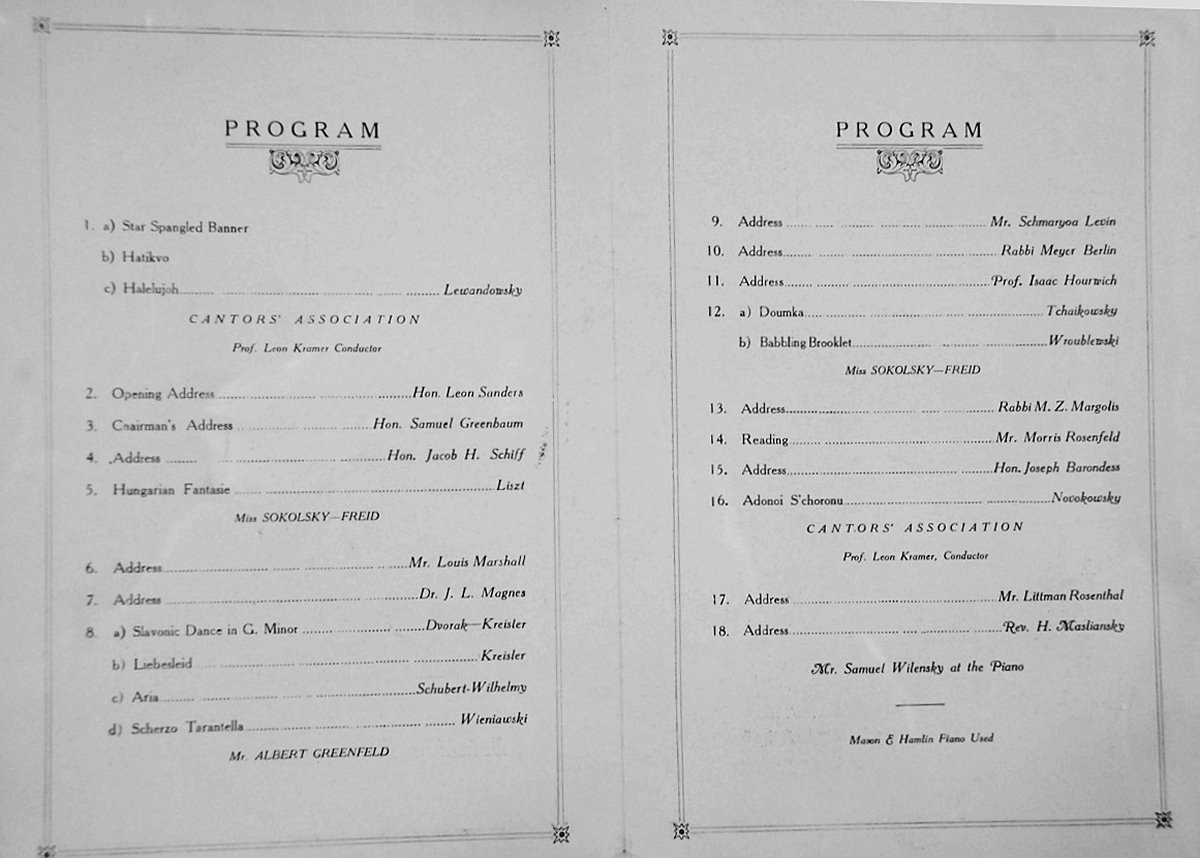 PROGRAM
1. a) Star Spangled Banner
b) Hatikvo
c) Halelujoh Lewandowsky
CANTORS' ASSOCIATION
Prof. Leon Kramer Conductor
2. Opening Address Hon. Leon Sanders
3. Chairman's Address Hon. Samuel Greenbaum
4. Address Hon. Jacob H. Schiff
5. Hungarian Fantasie Liszt
Miss SOKOLSKY—FREID
6. Address Mr. Louis Marshall
7. Address Dr. J. L. Magnes
8. a) Slavonic Dance in G. Minor Dvorak—Kreisler
b) Liebesleid Kreisler
c) Aria Schubert-Wilhelmy
d) Scherzo Tarantella Wieniawski
Mr. ALBERT GREENFELD
PROGRAM
9. Address Mr. Schmaryoa Levin
10. Address Rabbi Meyer Berlin
11. Address Prof. Isaac Hourwich
12. a) Doumka Tchaikowsky
b) Babbling Brooklet Wroublewski
Miss SOKOLSKY—FREID
13. Address Rabbi M. Z. Margolis
14. Reading Mr. Morris Rosenfeld
15. Address Hon. Joseph Barondess
16. Adonoi S'choronu Novokowsky
CANTORS' ASSOCIATION
Prof. Leon Kramer, Conductor
17. Address Mr. Littman Rosenthal
18. Address Rev. H. Masliansky
Mr. Samuel Wilensky at the Piano
Mason & Hamlin Piano Used